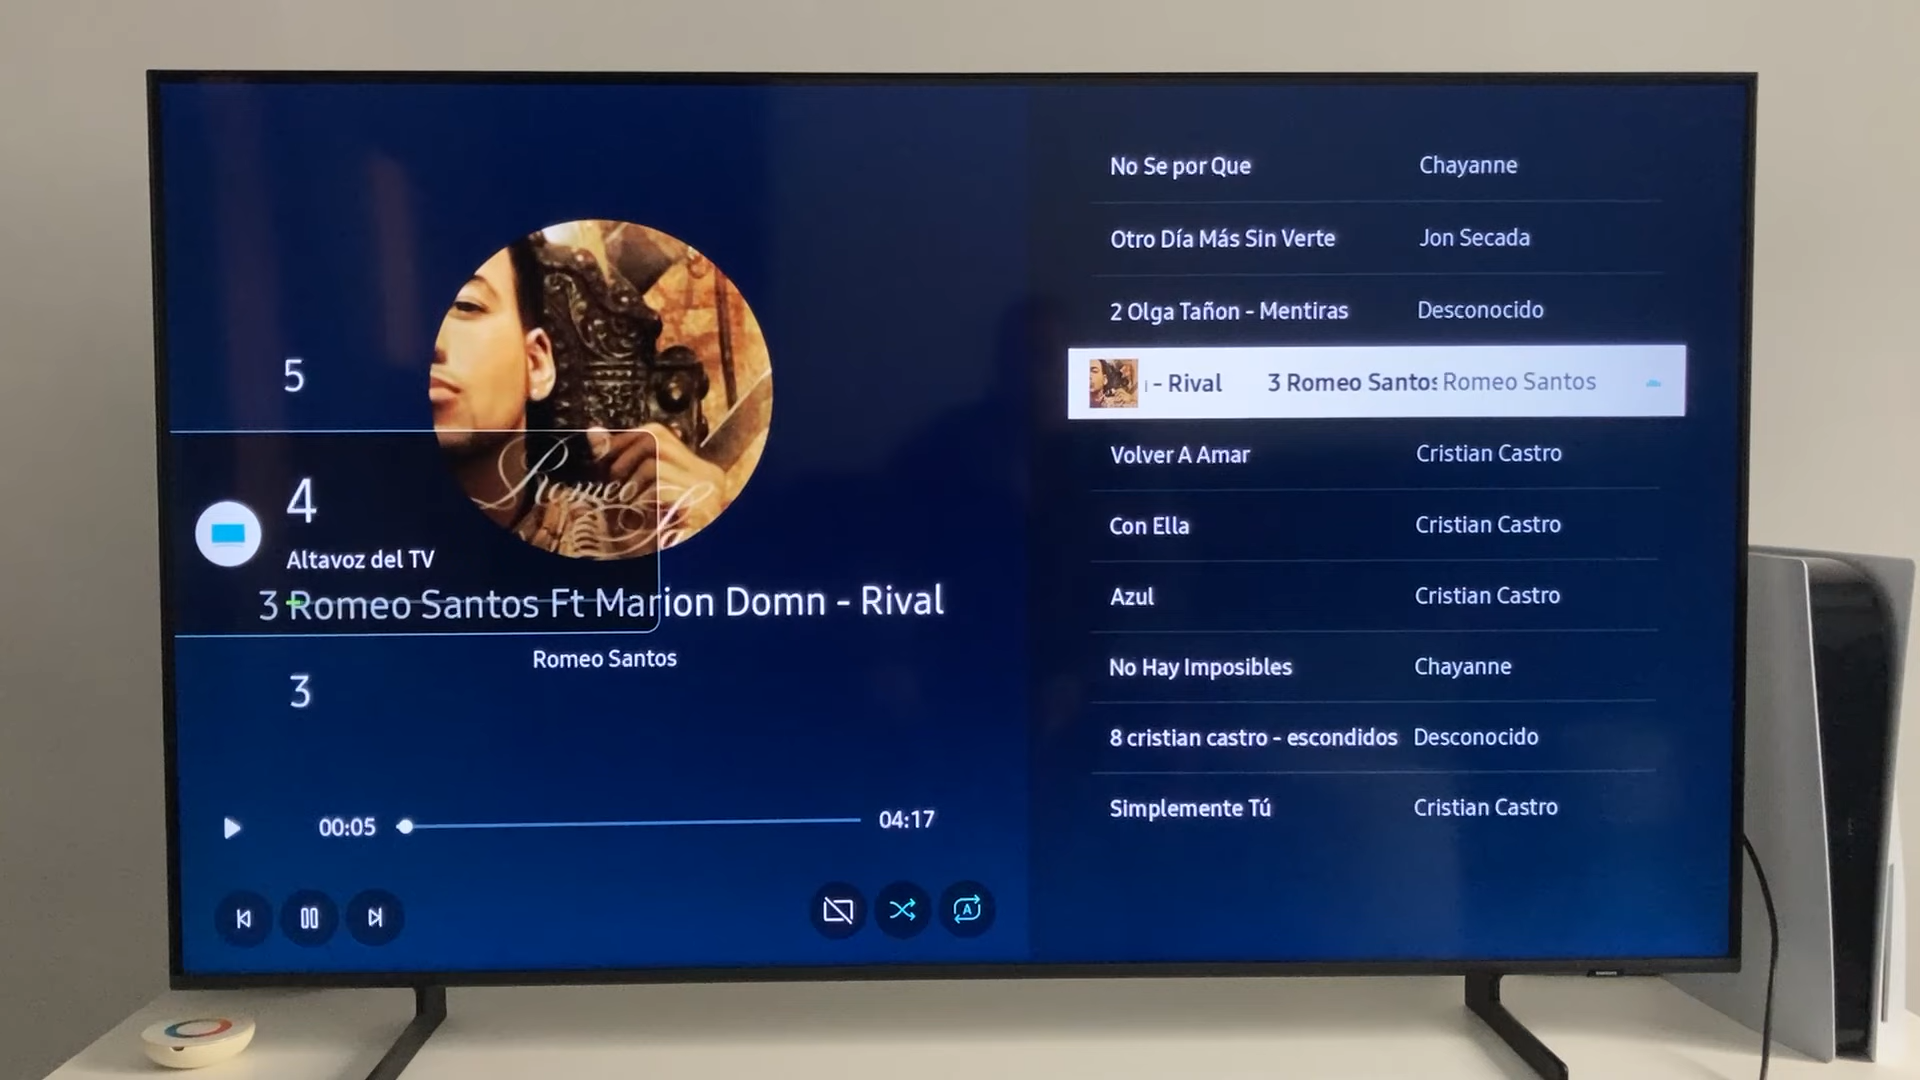 5
4
Altavoz del TV
3 Romeo Santos Ft Marion Domn - Rival
Romeo Santos
3
00:05
04:17
A
Romeo
No Se por Que Chayanne
Otro Día Más Sin Verte Jon Secada
2 Olga Tañon - Mentiras Desconocido
- Rival 3 Romeo Santos Romeo Santos
Volver A Amar Cristian Castro
Con Ella Cristian Castro
Azul Cristian Castro
No Hay Imposibles Chayanne
8 cristian castro - escondidos Desconocido
Simplemente Tú Cristian Castro